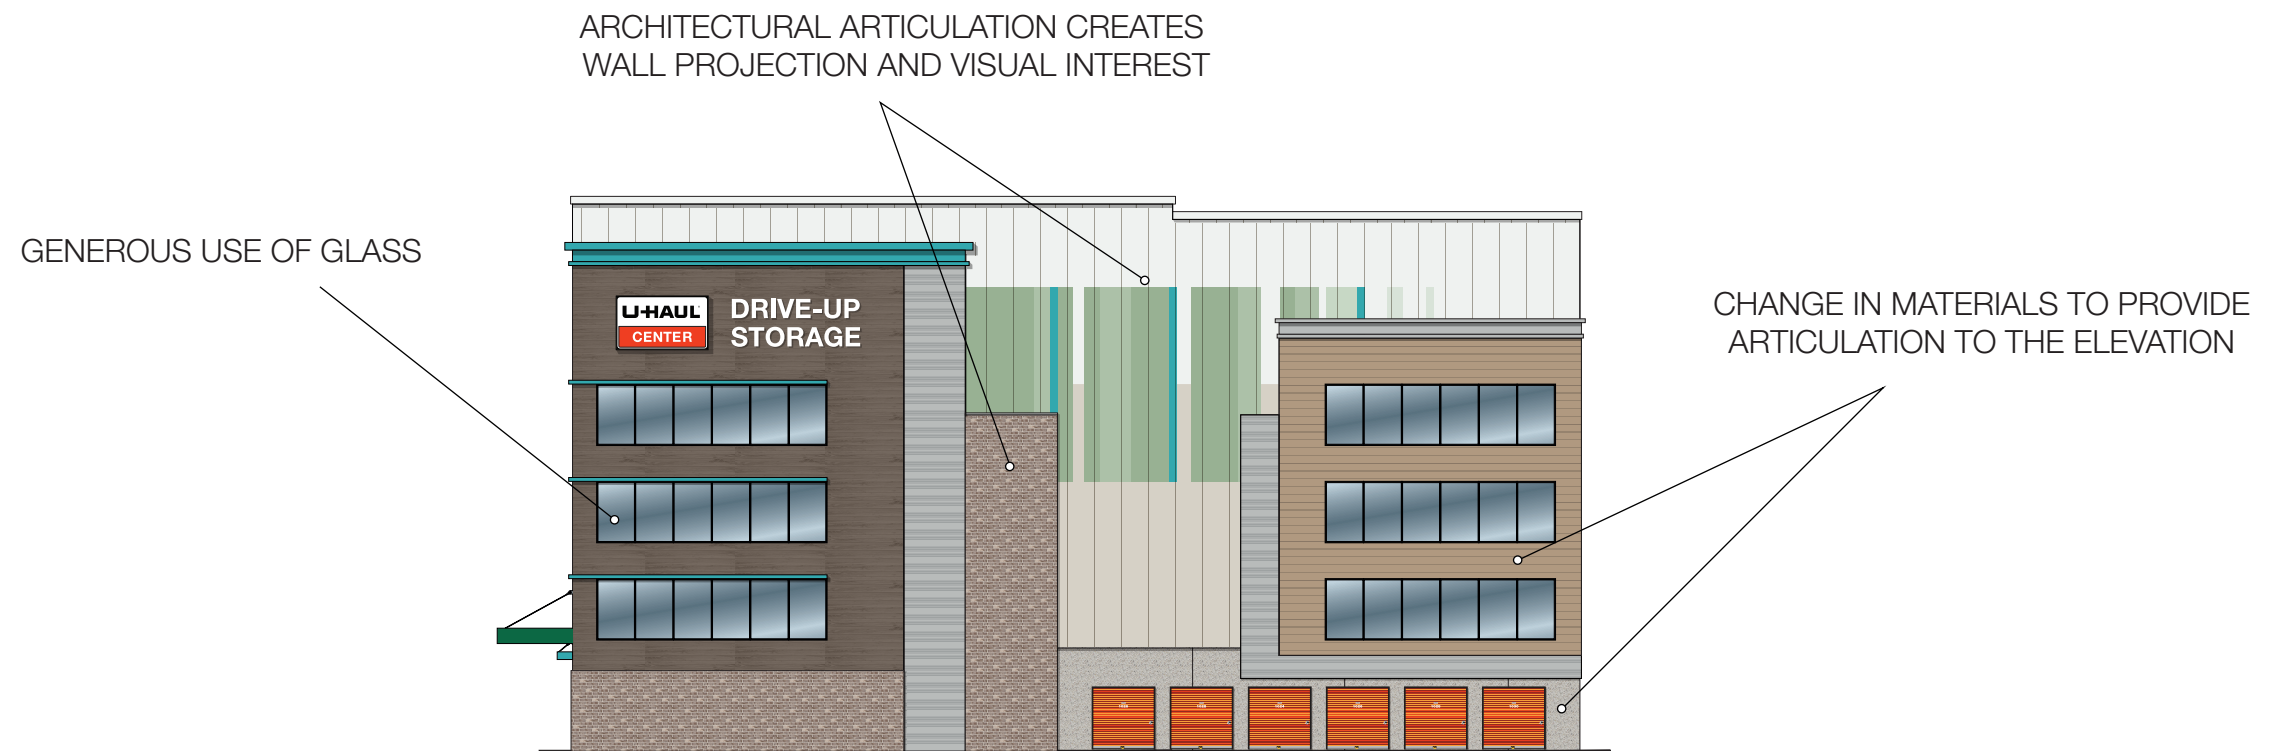 ARCHITECTURAL ARTICULATION CREATES
WALL PROJECTION AND VISUAL INTEREST
GENEROUS USE OF GLASS
CHANGE IN MATERIALS TO PROVIDE
ARTICULATION TO THE ELEVATION
U-HAUL
CENTER
DRIVE-UP
STORAGE